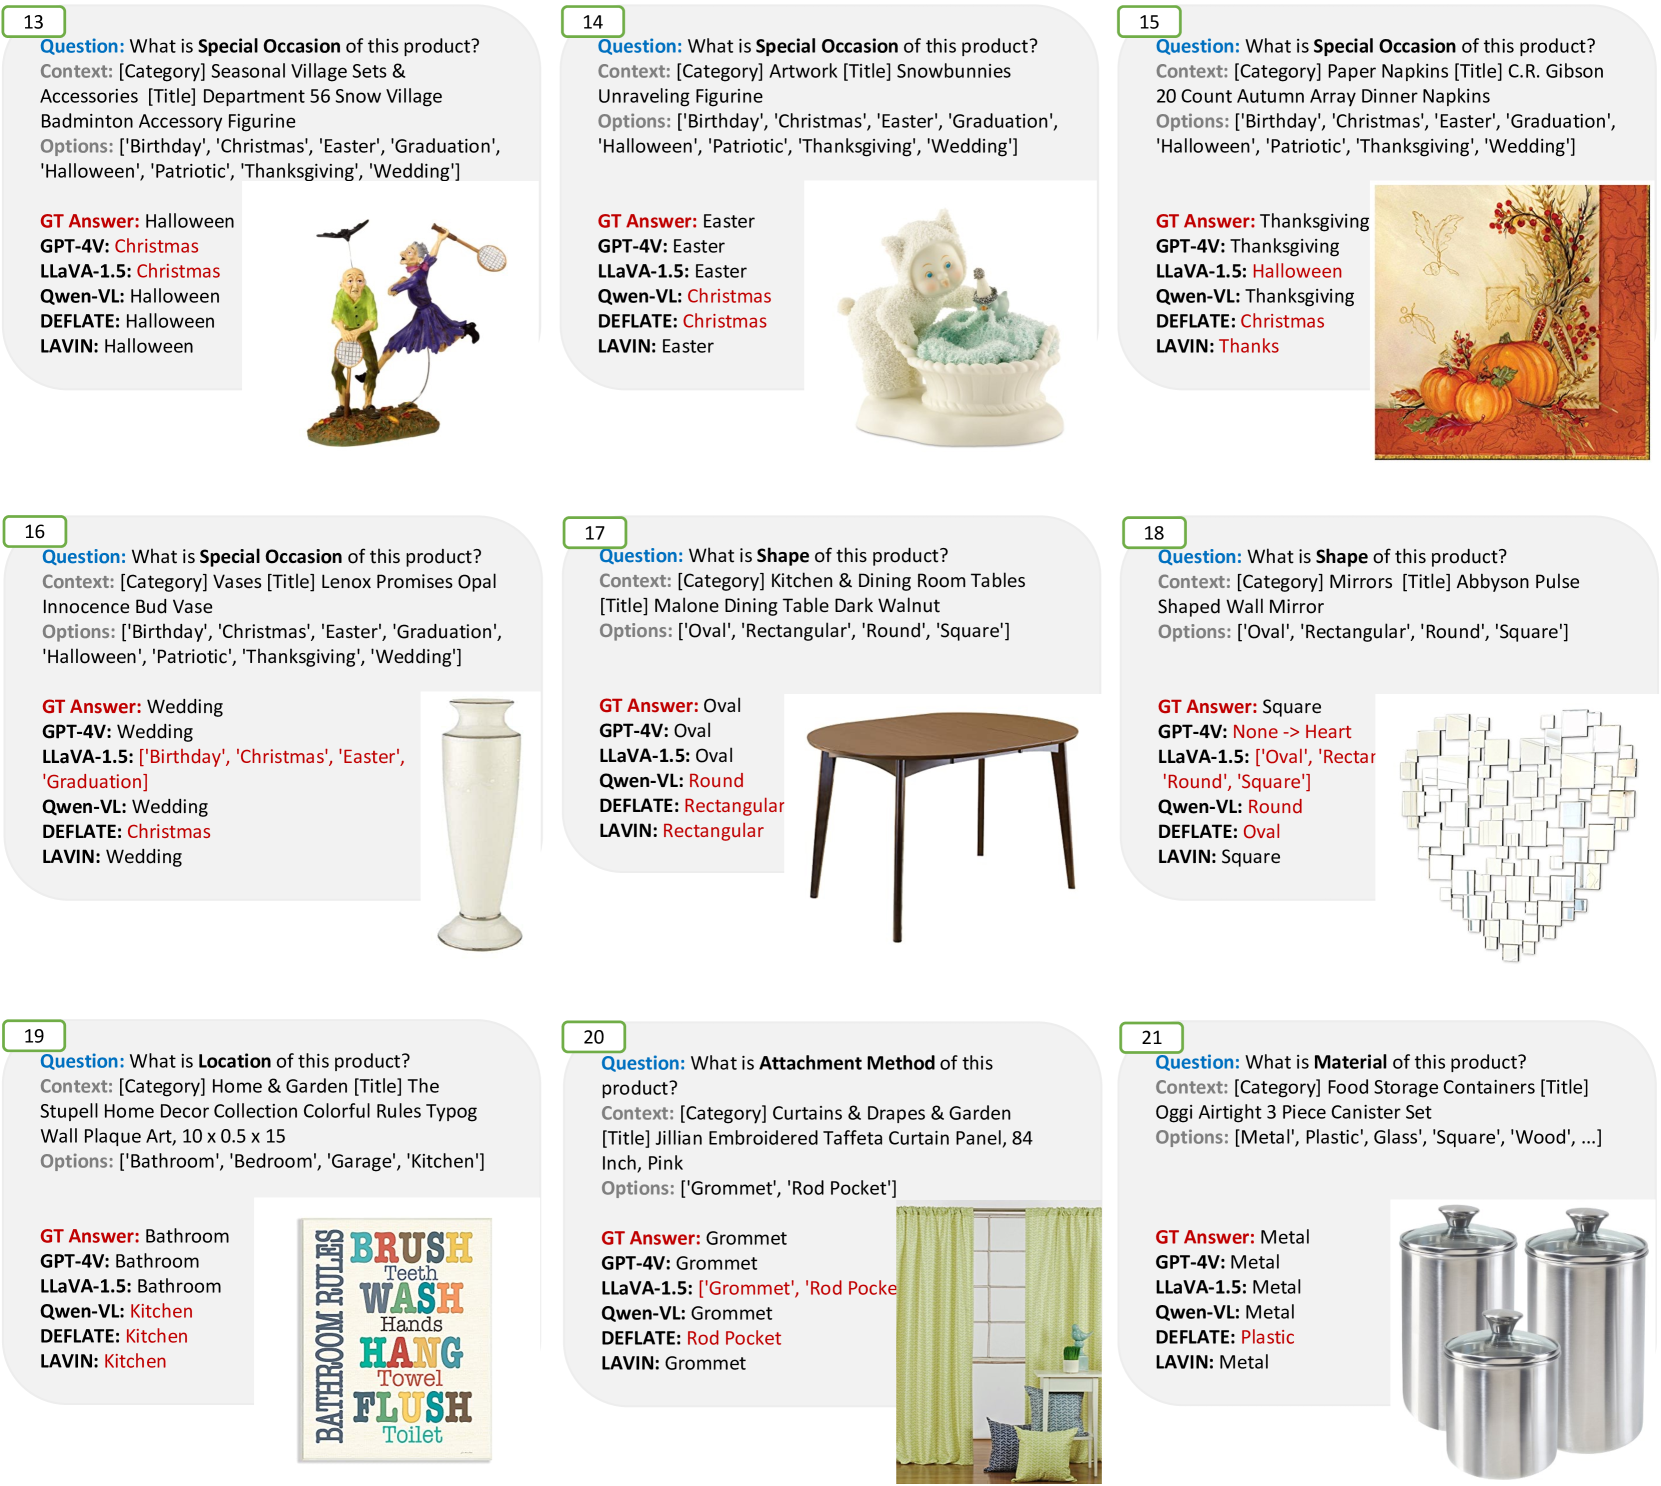 13
Question: What is Special Occasion of this product?
Context: [Category] Seasonal Village Sets &
Accessories [Title] Department 56 Snow Village
Badminton Accessory Figurine
Options: ['Birthday', 'Christmas', 'Easter', 'Graduation',
'Halloween', 'Patriotic', 'Thanksgiving', 'Wedding']
GT Answer: Halloween
GPT-4V: Christmas
LLaVA-1.5: Christmas
Qwen-VL: Halloween
DEFLATE: Halloween
LAVIN: Halloween
14
Question: What is Special Occasion of this product?
Context: [Category] Artwork [Title] Snowbunnies
Unraveling Figurine
Options: ['Birthday', 'Christmas', 'Easter', 'Graduation',
'Halloween', 'Patriotic', 'Thanksgiving', 'Wedding']
GT Answer: Easter
GPT-4V: Easter
LLaVA-1.5: Easter
Qwen-VL: Christmas
DEFLATE: Christmas
LAVIN: Easter
15
Question: What is Special Occasion of this product?
Context: [Category] Paper Napkins [Title] C.R. Gibson
20 Count Autumn Array Dinner Napkins
Options: ['Birthday', 'Christmas', 'Easter', 'Graduation',
'Halloween', 'Patriotic', 'Thanksgiving', 'Wedding']
GT Answer: Thanksgiving
GPT-4V: Thanksgiving
LLaVA-1.5: Halloween
Qwen-VL: Thanksgiving
DEFLATE: Christmas
LAVIN: Thanks
16
Question: What is Special Occasion of this product?
Context: [Category] Vases [Title] Lenox Promises Opal
Innocence Bud Vase
Options: ['Birthday', 'Christmas', 'Easter', 'Graduation',
'Halloween', 'Patriotic', 'Thanksgiving', 'Wedding']
GT Answer: Wedding
GPT-4V: Wedding
LLaVA-1.5: ['Birthday', 'Christmas', 'Easter',
'Graduation]
Qwen-VL: Wedding
DEFLATE: Christmas
LAVIN: Wedding
17
Question: What is Shape of this product?
Context: [Category] Kitchen & Dining Room Tables
[Title] Malone Dining Table Dark Walnut
Options: ['Oval', 'Rectangular', 'Round', 'Square']
GT Answer: Oval
GPT-4V: Oval
LLaVA-1.5: Oval
Qwen-VL: Round
DEFLATE: Rectangular
LAVIN: Rectangular
18
Question: What is Shape of this product?
Context: [Category] Mirrors [Title] Abbyson Pulse
Shaped Wall Mirror
Options: ['Oval', 'Rectangular', 'Round', 'Square']
GT Answer: Square
GPT-4V: None -> Heart
LLaVA-1.5: ['Oval', 'Rectar
'Round', 'Square']
Qwen-VL: Round
DEFLATE: Oval
LAVIN: Square
19
Question: What is Location of this product?
Context: [Category] Home & Garden [Title] The
Stupell Home Decor Collection Colorful Rules Typog
Wall Plaque Art, 10 x 0.5 x 15
Options: ['Bathroom', 'Bedroom', 'Garage', 'Kitchen']
GT Answer: Bathroom
GPT-4V: Bathroom
LLaVA-1.5: Bathroom
Qwen-VL: Kitchen
DEFLATE: Kitchen
LAVIN: Kitchen
BATHROOM RULES
BRUSH
Teeth
WASH
Hands
HANG
Towel
FLUSH
Toilet
20
Question: What is Attachment Method of this
product?
Context: [Category] Curtains & Drapes & Garden
[Title] Jillian Embroidered Taffeta Curtain Panel, 84
Inch, Pink
Options: ['Grommet', 'Rod Pocket']
GT Answer: Grommet
GPT-4V: Grommet
LLaVA-1.5: ['Grommet', 'Rod Pocke
Qwen-VL: Grommet
DEFLATE: Rod Pocket
LAVIN: Grommet
21
Question: What is Material of this product?
Context: [Category] Food Storage Containers [Title]
Oggi Airtight 3 Piece Canister Set
Options: [Metal', Plastic', Glass', 'Square', 'Wood', ...]
GT Answer: Metal
GPT-4V: Metal
LLaVA-1.5: Metal
Qwen-VL: Metal
DEFLATE: Plastic
LAVIN: Metal